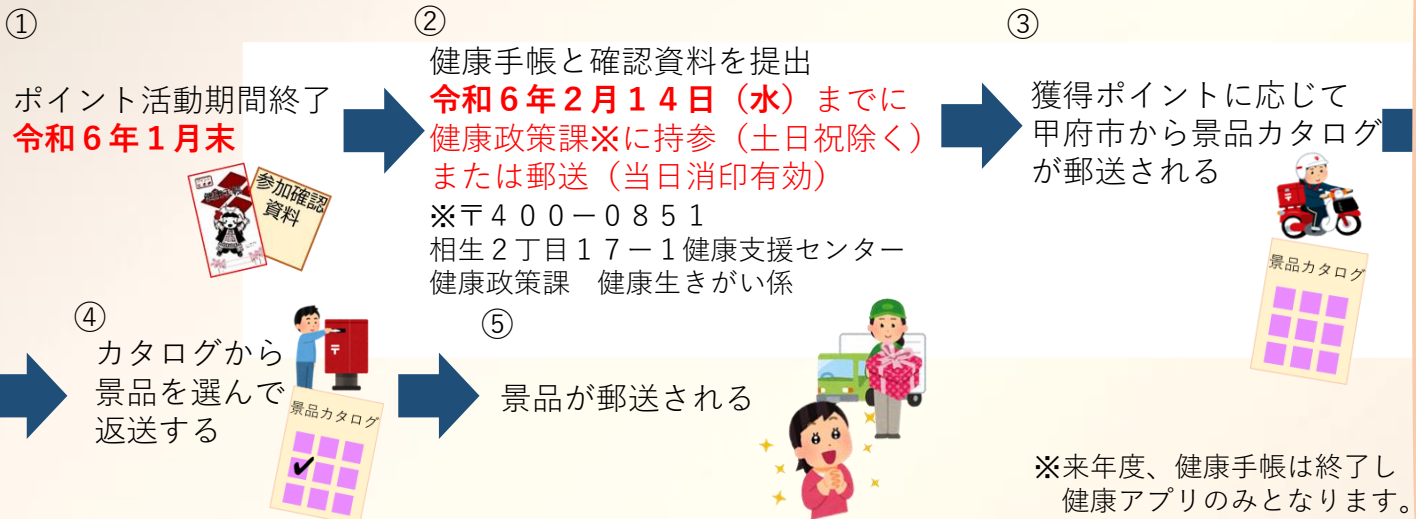 ①
ポイント活動期間終了
令和６年１月末
参加確認
資料
②
健康手帳と確認資料を提出
令和６年２月１４日（水）までに
健康政策課※に持参（土日祝除く）
または郵送（当日消印有効）
※〒４００－０８５１
相生２丁目１７－１健康支援センター
健康政策課　健康生きがい係
③
獲得ポイントに応じて
甲府市から景品カタログ
が郵送される
景品カタログ
④
カタログから
景品を選んで
返送する
景品カタログ
⑤
景品が郵送される
※来年度、健康手帳は終了し
健康アプリのみとなります。